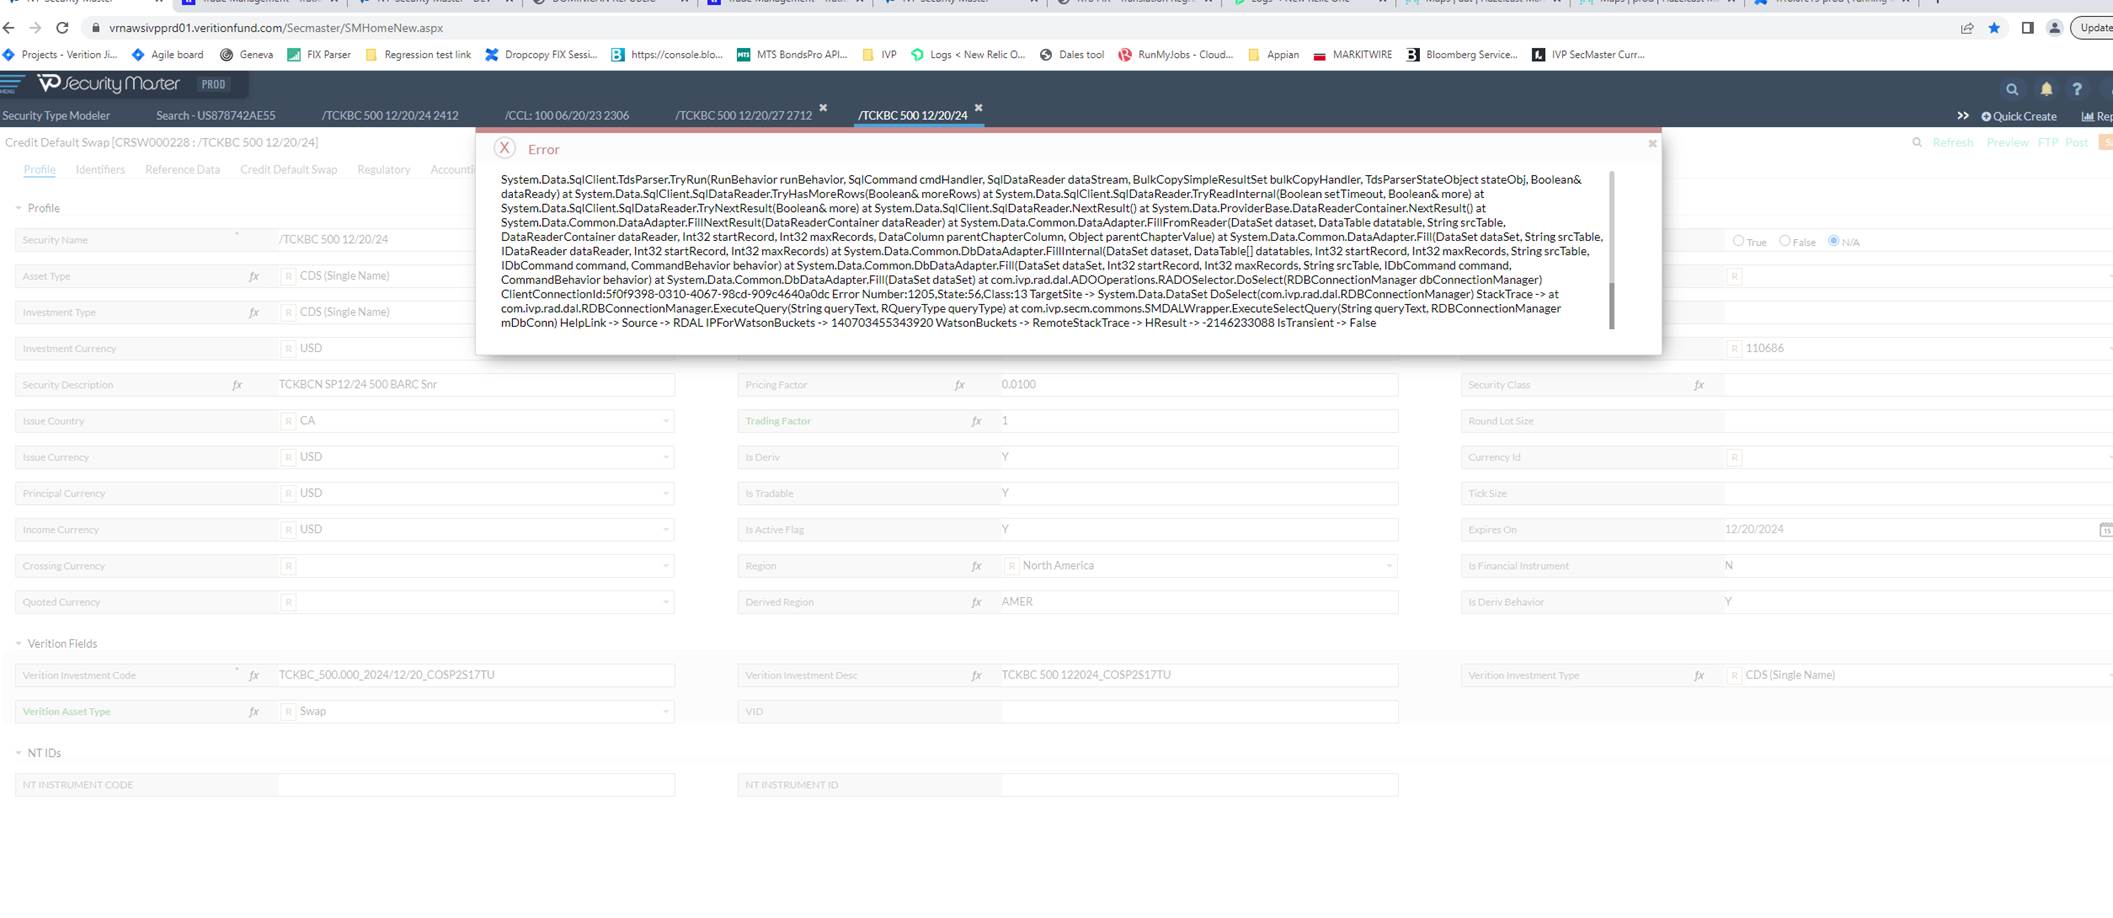 vrnawsivpprd01.veritionfund.com/Secmaster/SMHomeNew.aspx
Update
Projects - Verition Ji...
Agile board
Geneva
FIX Parser
Regression test link
Dropcopy FIX Sessi...
https://console.blo...
MTS BondsPro API...
IVP
Logs < New Relic O...
Dales tool
RunMyJobs - Cloud...
Appian
MARKITWIRE
Bloomberg Service...
IVP SecMaster Curr...
MENU
Security Master
PROD
Security Type Modeler
Search - US878742AE55
/TCKBC 500 12/20/24 2412
/CCL: 100 06/20/23 2306
/TCKBC 500 12/20/27 2712
/TCKBC 500 12/20/24
Quick Create
Rep
Credit Default Swap [CRSW000228 : /TCKBC 500 12/20/24]
Refresh Preview FTP Post
Profile
Identifiers
Reference Data
Credit Default Swap
Regulatory
Accounti
X Error
System.Data.SqlClient.TdsParser.TryRun(RunBehavior runBehavior, SqlCommand cmdHandler, SqlDataReader dataStream, BulkCopySimpleResultSet bulkCopyHandler, TdsParserStateObject stateObj, Boolean&
dataReady) at System.Data.SqlClient.SqlDataReader.TryHasMoreRows(Boolean& moreRows) at System.Data.SqlClient.SqlDataReader.TryReadInternal(Boolean setTimeout, Boolean& more) at
System.Data.SqlClient.SqlDataReader.TryNextResult(Boolean& more) at System.Data.SqlClient.SqlDataReader.NextResult() at System.Data.ProviderBase.DataReaderContainer.NextResult() at
System.Data.Common.DataAdapter.FillNextResult(DataReaderContainer dataReader) at System.Data.Common.DataAdapter.FillFromReader(DataSet dataset, DataTable datatable, String srcTable,
DataReaderContainer dataReader, Int32 startRecord, Int32 maxRecords, DataColumn parentChapterColumn, Object parentChapterValue) at System.Data.Common.DataAdapter.Fill(DataSet dataSet, String srcTable,
IDataReader dataReader, Int32 startRecord, Int32 maxRecords) at System.Data.Common.DbDataAdapter.FillInternal(DataSet dataset, DataTable[] datatables, Int32 startRecord, Int32 maxRecords, String srcTable,
IDbCommand command, CommandBehavior behavior) at System.Data.Common.DbDataAdapter.Fill(DataSet dataSet, Int32 startRecord, Int32 maxRecords, String srcTable, IDbCommand command,
CommandBehavior behavior) at System.Data.Common.DbDataAdapter.Fill(DataSet dataSet) at com.ivp.rad.dal.ADOOperations.RADOSelector.DoSelect(RDBConnectionManager dbConnectionManager)
ClientConnectionId:5f0f9398-0310-4067-98cd-909c4640a0dc Error Number:1205,State:56,Class:13 TargetSite -> System.Data.DataSet DoSelect(com.ivp.rad.dal.RDBConnectionManager) StackTrace -> at
com.ivp.rad.dal.RDBConnectionManager.ExecuteQuery(String queryText, RQueryType queryType) at com.ivp.secm.commons.SMDALWrapper.ExecuteSelectQuery(String queryText, RDBConnectionManager
mDbConn) HelpLink -> Source -> RDAL IPForWatsonBuckets -> 140703455343920 WatsonBuckets -> RemoteStackTrace -> HResult -> -2146233088 IsTransient -> False
Profile
Security Name * /TCKBC 500 12/20/24
True False N/A
Asset Type fx R CDS (Single Name)
R
Investment Type fx R CDS (Single Name)
Investment Currency R USD
R 110686
Security Description fx TCKBCN SP12/24 500 BARC Snr
Pricing Factor fx 0.0100
Security Class fx
Issue Country R CA
Trading Factor fx 1
Round Lot Size
Issue Currency R USD
Is Deriv Y
Currency Id R
Principal Currency R USD
Is Tradable Y
Tick Size
Income Currency R USD
Is Active Flag Y
Expires On 12/20/2024
15
Crossing Currency R
Region fx R North America
Is Financial Instrument N
Quoted Currency R
Derived Region fx AMER
Is Deriv Behavior Y
Verition Fields
Verition Investment Code * fx TCKBC_500.000_2024/12/20_COSP2S17TU
Verition Investment Desc fx TCKBC 500 122024_COSP2S17TU
Verition Investment Type fx R CDS (Single Name)
Verition Asset Type fx R Swap
VID
NT IDs
NT INSTRUMENT CODE
NT INSTRUMENT ID